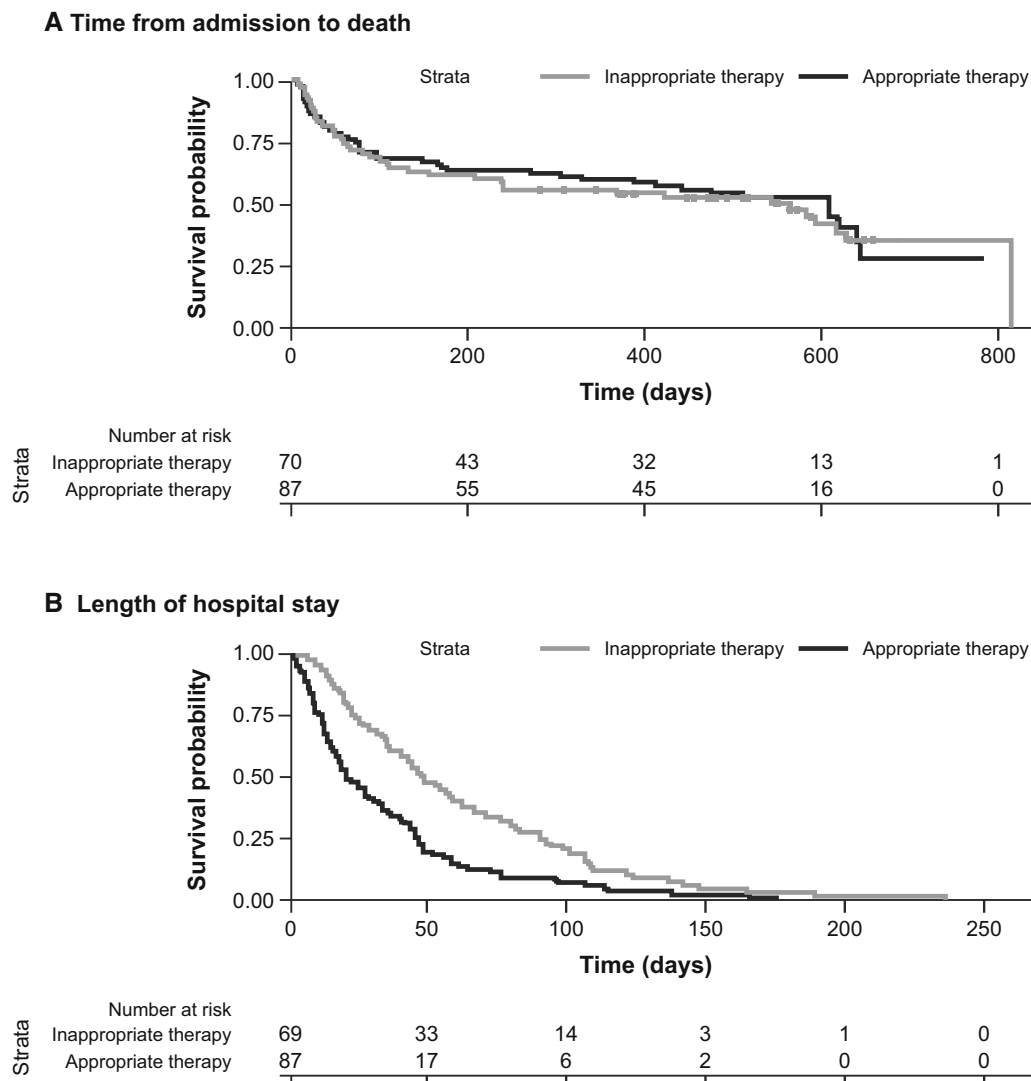 A Time from admission to death
Strata Inappropriate therapy Appropriate therapy
Survival probability
1.00
0.75
0.50
0.25
0.00
0 200 400 600 800
Time (days)
Strata
Number at risk
Inappropriate therapy 70 43 32 13 1
Appropriate therapy 87 55 45 16 0
B Length of hospital stay
Strata Inappropriate therapy Appropriate therapy
Survival probability
1.00
0.75
0.50
0.25
0.00
0 50 100 150 200 250
Time (days)
Strata
Number at risk
Inappropriate therapy 69 33 14 3 1 0
Appropriate therapy 87 17 6 2 0 0